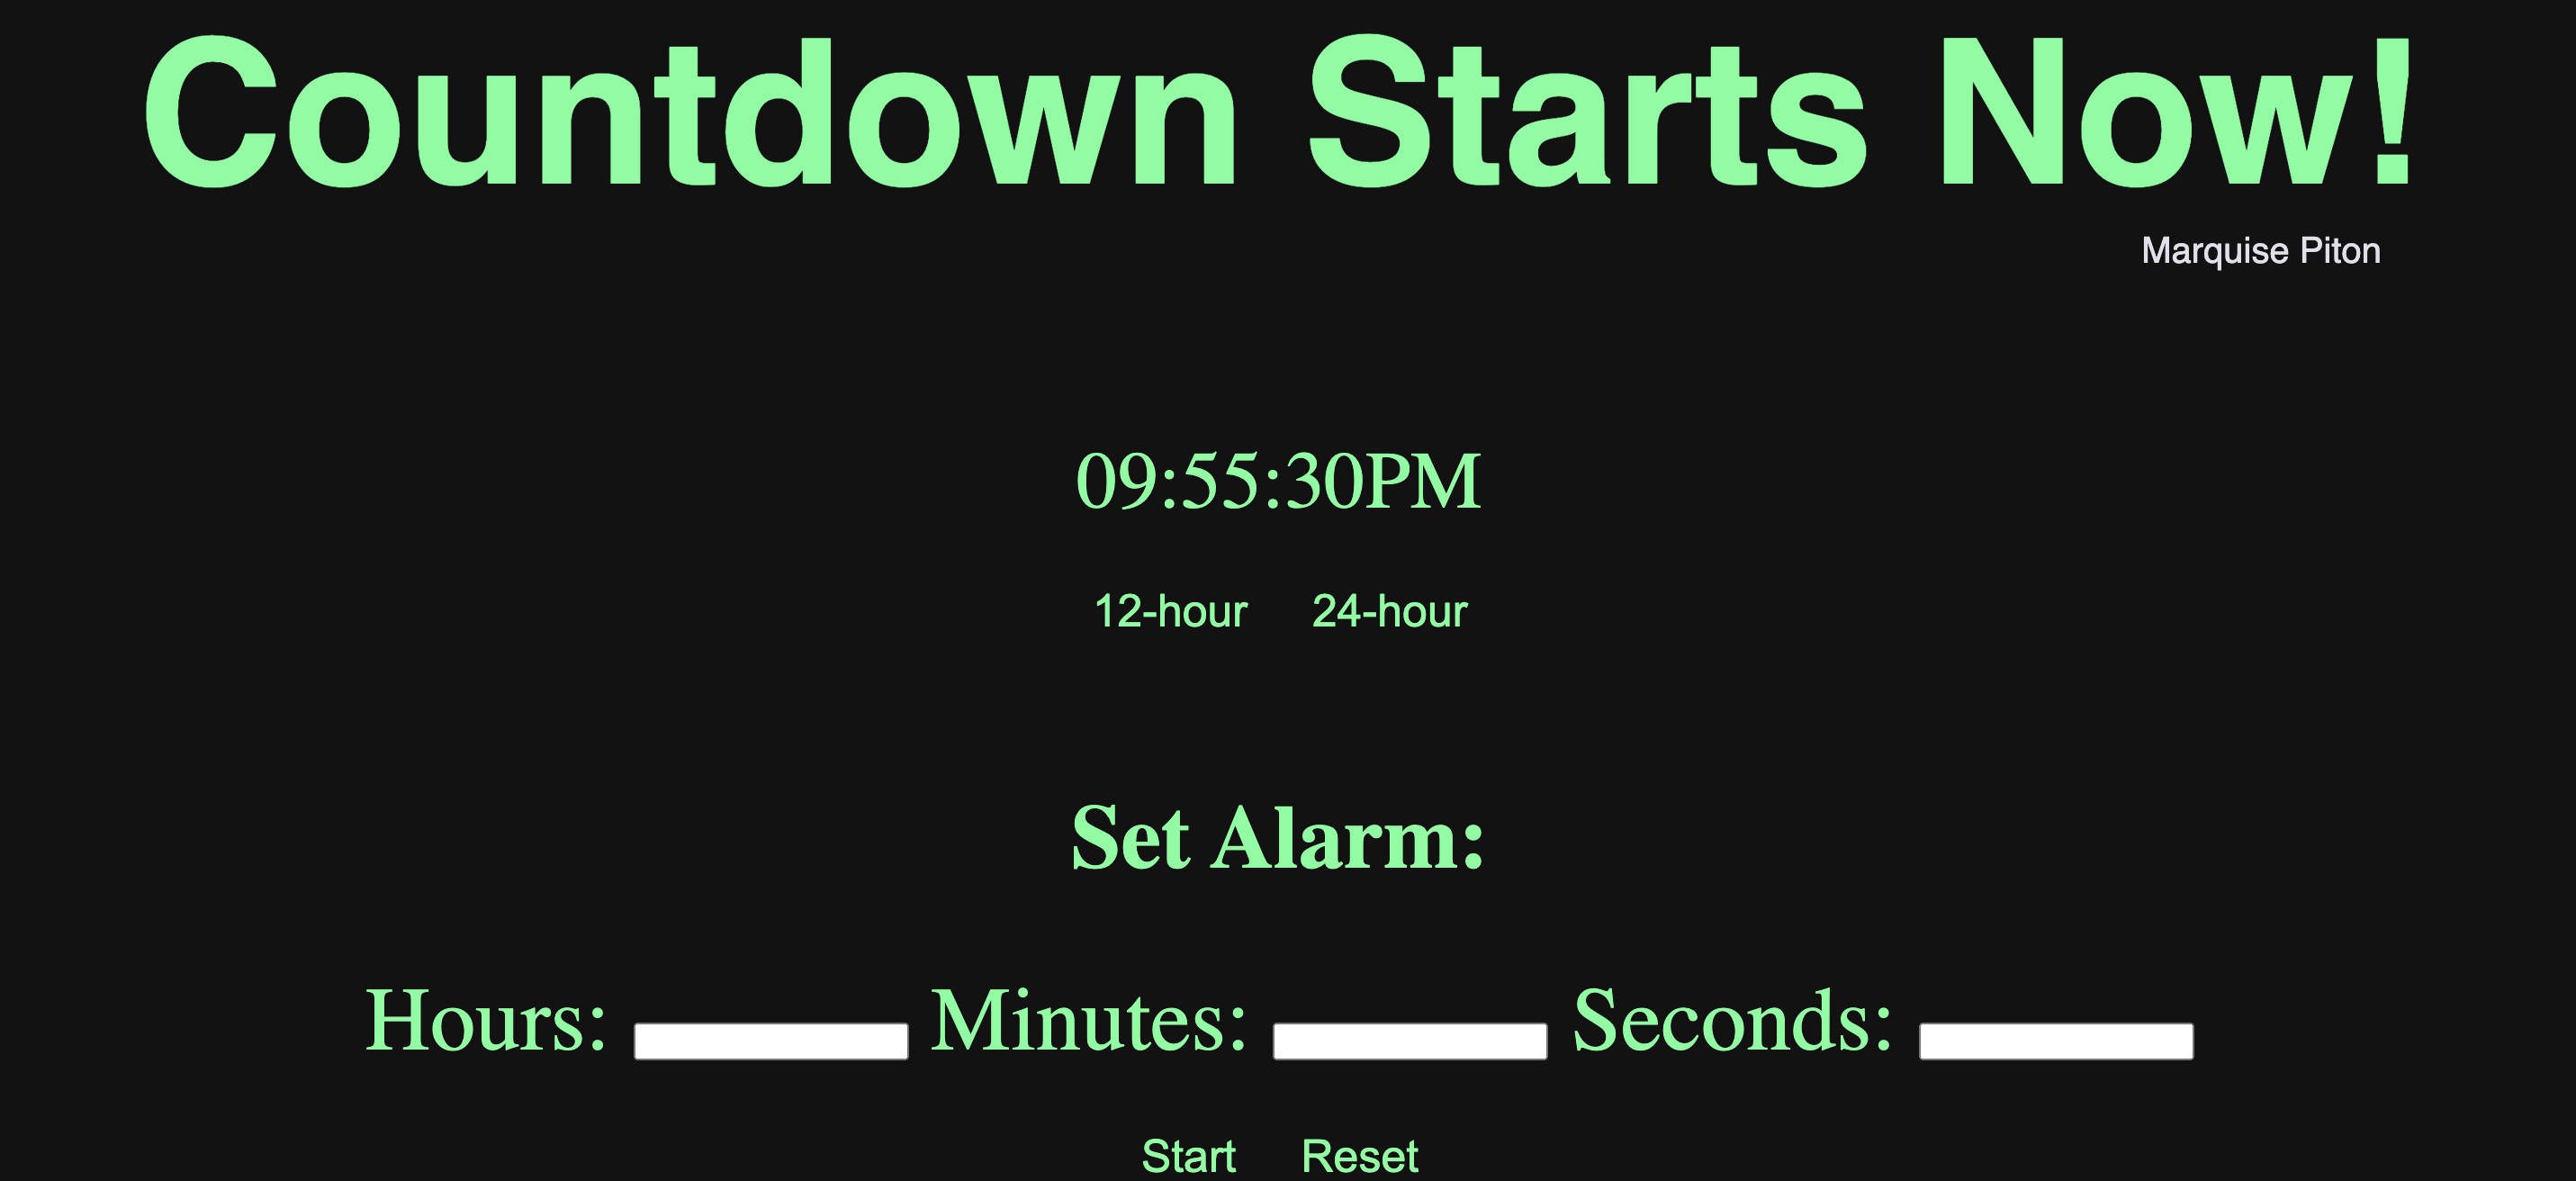 Countdown Starts Now!
Marquise Piton
09:55:30PM
12-hour 24-hour
Set Alarm:
Hours: Minutes: Seconds:
Start Reset